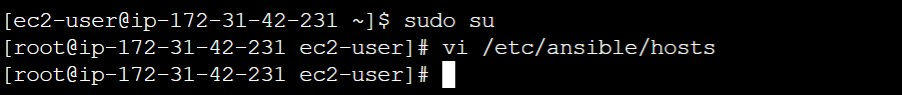 [ec2-user@ip-172-31-42-231 ~]$ sudo su
[root@ip-172-31-42-231 ec2-user]# vi /etc/ansible/hosts
[root@ip-172-31-42-231 ec2-user]#